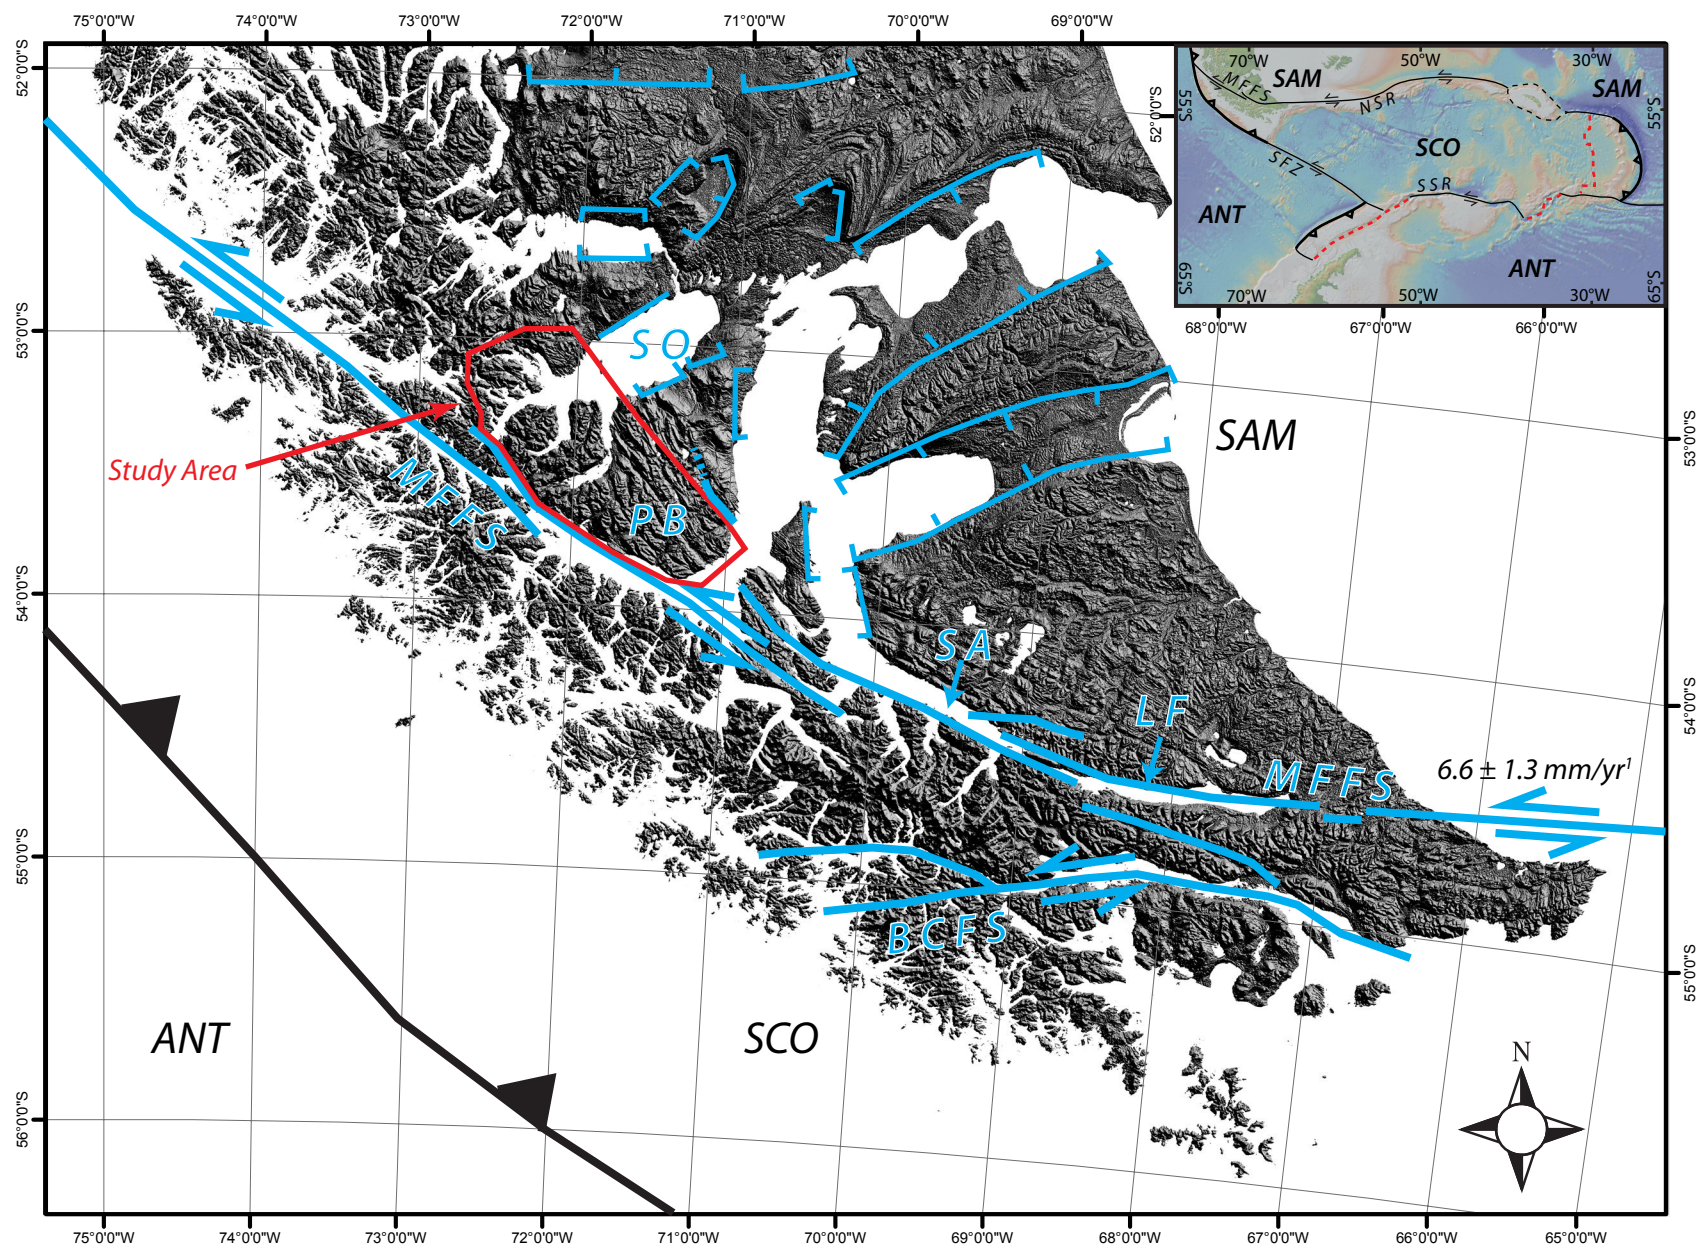 75°0'0"W 74°0'0"W 73°0'0"W 72°0'0"W 71°0'0"W 70°0'0"W 69°0'0"W
52°0'0"S
53°0'0"S
54°0'0"S
55°0'0"S
56°0'0"S
52°0'0"S
70°W 50°W 30°W
SAM
SAM
MFFS
NSR
55°S
55°S
SCO
SFZ
SSR
ANT
ANT
65°S
65°S
70°W 50°W 30°W
68°0'0"W 67°0'0"W 66°0'0"W
SO
Study Area
MFFS
PB
SAM
53°0'0"S
SA
LF
54°0'0"S
MFFS
6.6 ± 1.3 mm/yr¹
BCFS
55°0'0"S
ANT
SCO
N
75°0'0"W 74°0'0"W 73°0'0"W 72°0'0"W 71°0'0"W 70°0'0"W 69°0'0"W 68°0'0"W 67°0'0"W 66°0'0"W 65°0'0"W